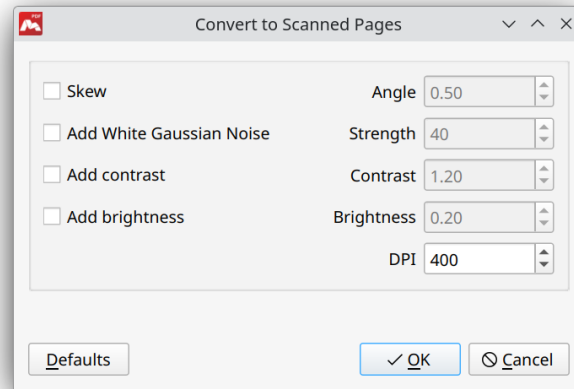 PDF
Convert to Scanned Pages
Skew Angle 0.50
Add White Gaussian Noise Strength 40
Add contrast Contrast 1.20
Add brightness Brightness 0.20
DPI 400
Defaults OK Cancel